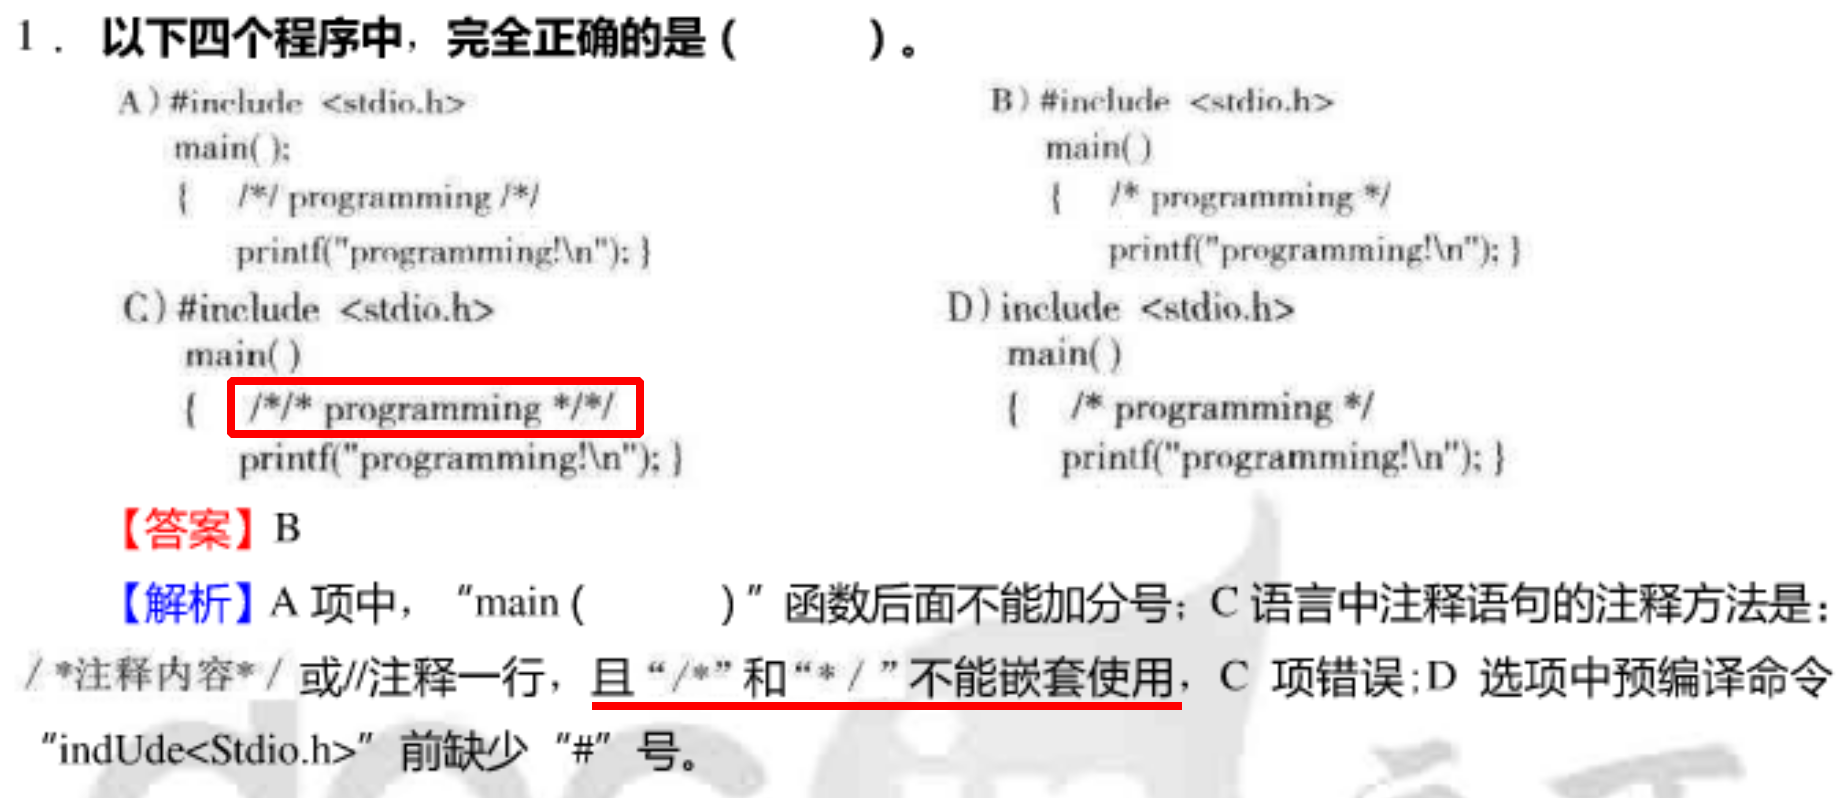 1. 以下四个程序中，完全正确的是（ ）。
A)#include <stdio.h>
main( );
{ /*/ programming /*/
printf("programming!\n"); }
B)#include <stdio.h>
main( )
{ /* programming */
printf("programming!\n"); }
C)#include <stdio.h>
main( )
{ /*/* programming */*/
printf("programming!\n"); }
D)include <stdio.h>
main( )
{ /* programming */
printf("programming!\n"); }
【答案】B
【解析】A 项中，“main ( )”函数后面不能加分号；C 语言中注释语句的注释方法是：
/ *注释内容* / 或//注释一行，且“/*”和“* / ”不能嵌套使用，C 项错误;D 选项中预编译命令
“indUde<Stdio.h>”前缺少“#”号。